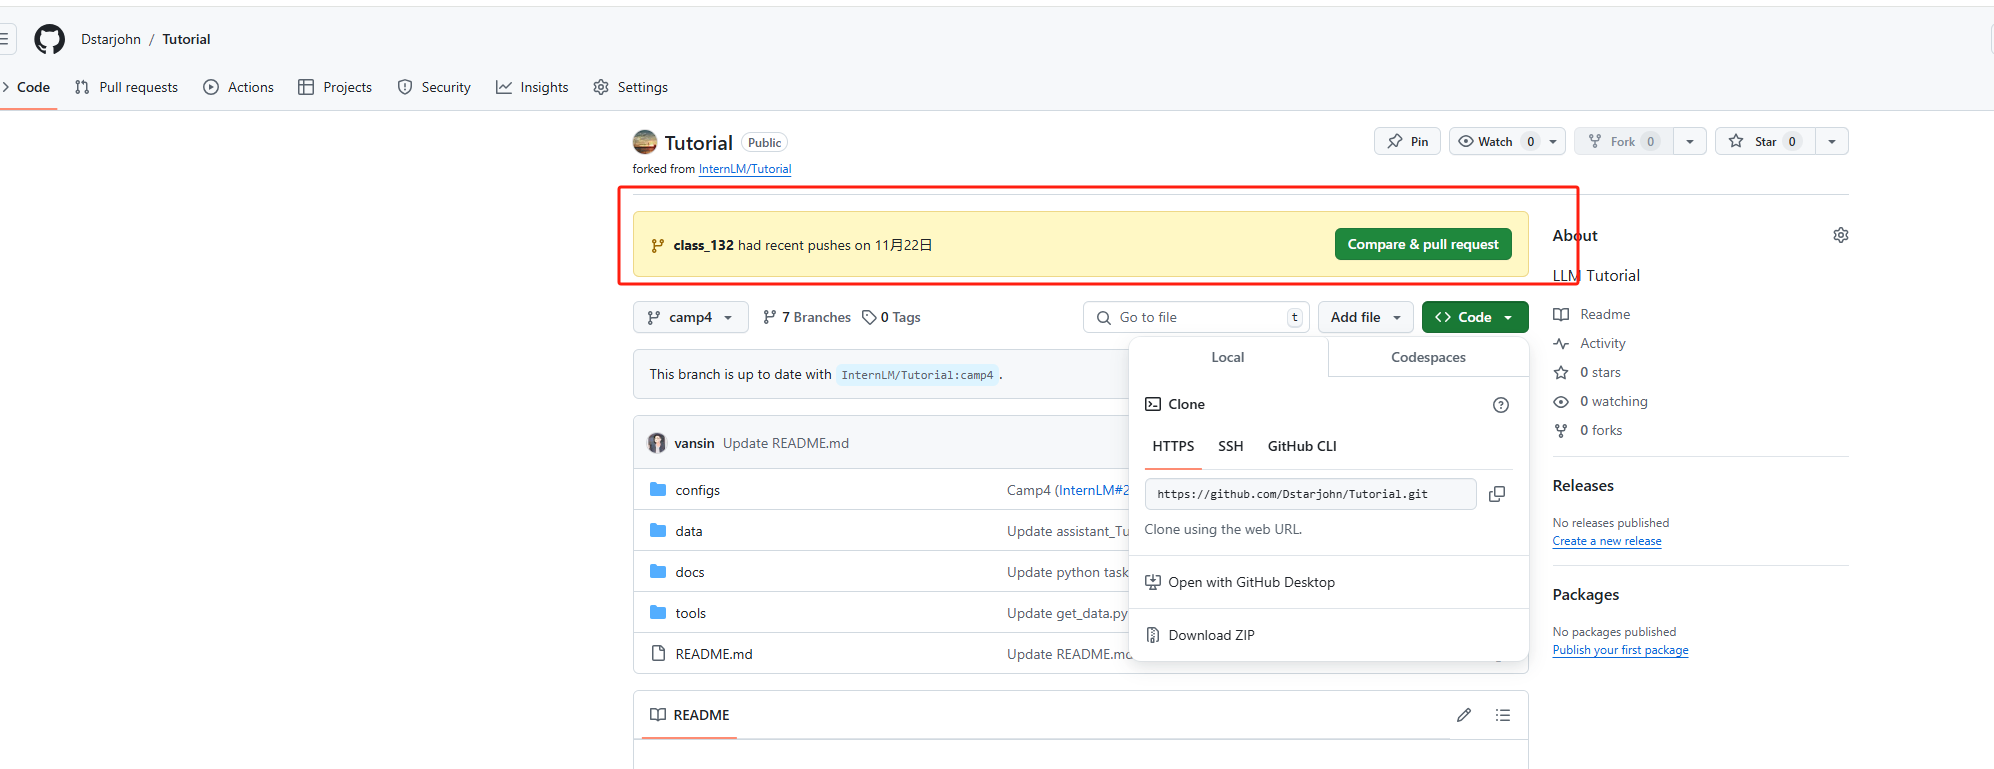 Dstarjohn / Tutorial
Code Pull requests Actions Projects Security Insights Settings
Tutorial Public
Pin Watch 0 Fork 0 Star 0
forked from InternLM/Tutorial
class_132 had recent pushes on 11月22日 Compare & pull request
camp4 7 Branches 0 Tags Go to file t Add file Code
This branch is up to date with InternLM/Tutorial:camp4.
vansin Update README.md
configs Camp4 (InternLM#2
data Update assistant_Tu
docs Update python task
tools Update get_data.py
README.md Update README.md
README
Local Codespaces
Clone
HTTPS SSH GitHub CLI
https://github.com/Dstarjohn/Tutorial.git
Clone using the web URL.
Open with GitHub Desktop
Download ZIP
About
LLM Tutorial
Readme
Activity
0 stars
0 watching
0 forks
Releases
No releases published
Create a new release
Packages
No packages published
Publish your first package